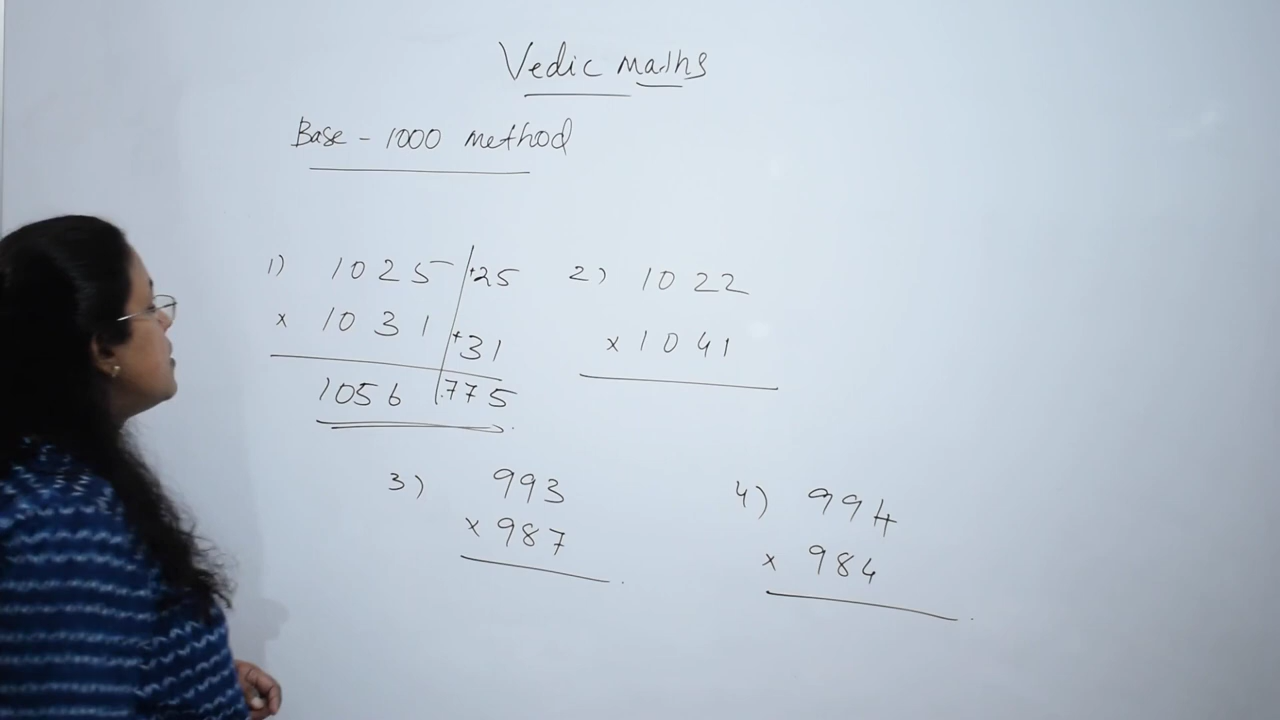 Vedic maths
Base - 1000 method
1) 1025 +25
x 1031 +31
1056 775
2) 1022
x 1041
3) 993
x 987
4) 994
x 984